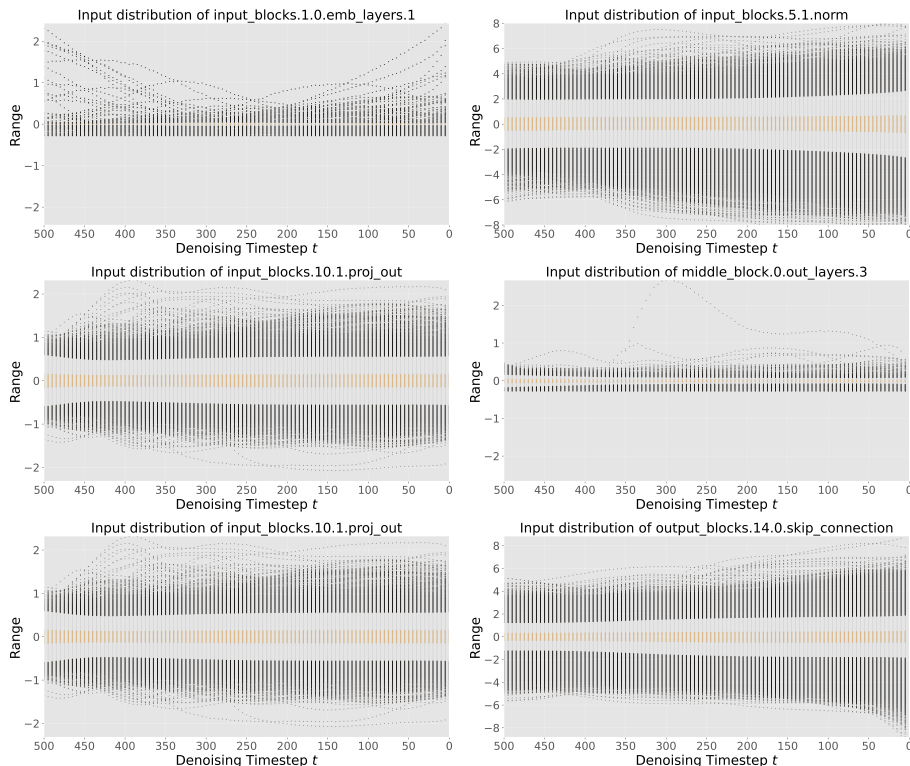 Input distribution of input_blocks.1.0.emb_layers.1
2
1
0
−1
−2
Range
500 450 400 350 300 250 200 150 100 50 0
Denoising Timestep t
Input distribution of input_blocks.5.1.norm
8
6
4
2
0
−2
−4
−6
−8
Range
500 450 400 350 300 250 200 150 100 50 0
Denoising Timestep t
Input distribution of input_blocks.10.1.proj_out
2
1
0
−1
−2
Range
500 450 400 350 300 250 200 150 100 50 0
Denoising Timestep t
Input distribution of middle_block.0.out_layers.3
2
1
0
−1
−2
Range
500 450 400 350 300 250 200 150 100 50 0
Denoising Timestep t
Input distribution of input_blocks.10.1.proj_out
2
1
0
−1
−2
Range
500 450 400 350 300 250 200 150 100 50 0
Denoising Timestep t
Input distribution of output_blocks.14.0.skip_connection
8
6
4
2
0
−2
−4
−6
−8
Range
500 450 400 350 300 250 200 150 100 50 0
Denoising Timestep t